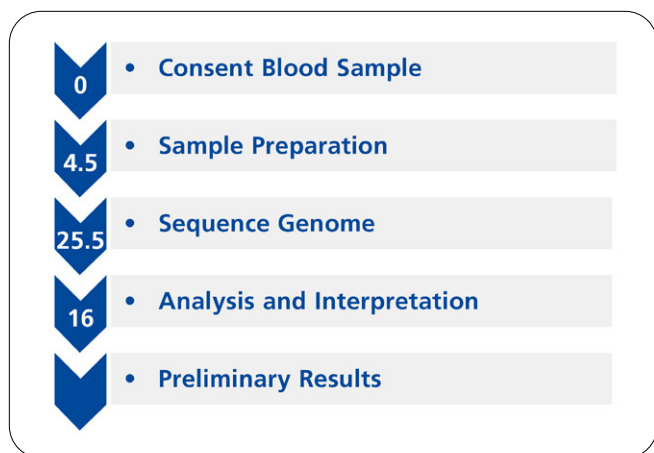 0 • Consent Blood Sample
4.5 • Sample Preparation
25.5 • Sequence Genome
16 • Analysis and Interpretation
• Preliminary Results